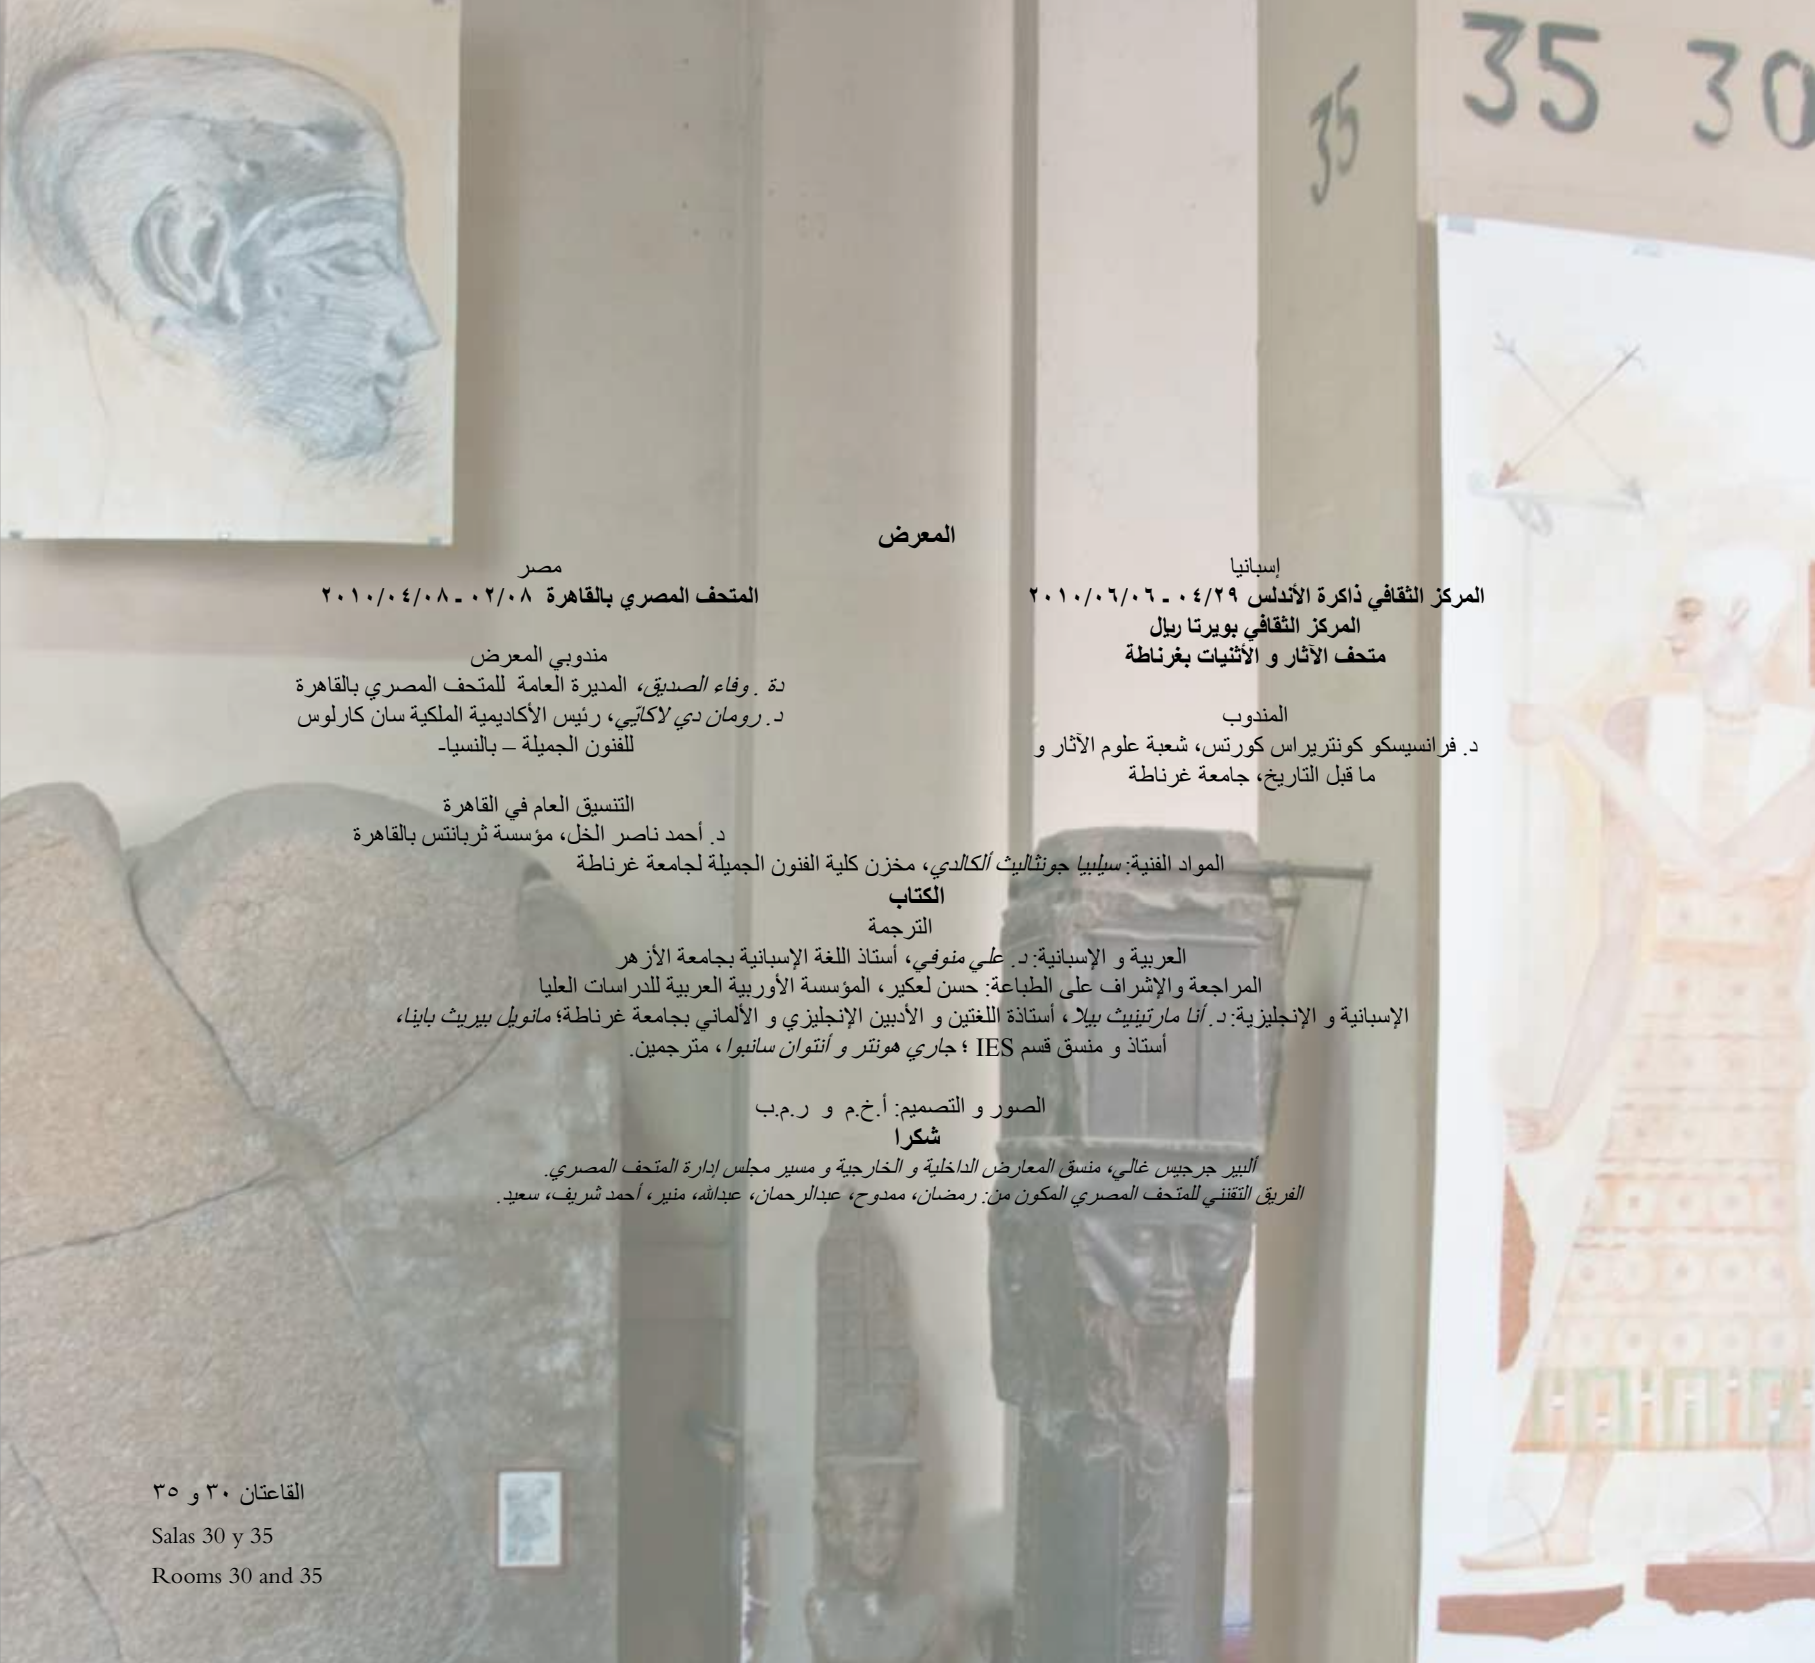 35 30
35
المعرض
إسبانيا
المركز الثقافي ذاكرة الأندلس ٠٤/٢٩ - ٢٠١٠/٠٦/٠٦
المركز الثقافي بويرتا ريال
متحف الآثار و الأثنيات بغرناطة
المندوب
د. فرانسيسكو كونتريراس كورتس، شعبة علوم الآثار و
ما قبل التاريخ، جامعة غرناطة
مصر
المتحف المصري بالقاهرة ٠٢/٠٨ - ٢٠١٠/٠٤/٠٨
مندوبي المعرض
دة . وفاء الصديق، المديرة العامة للمتحف المصري بالقاهرة
د. رومان دي لاكاتّي، رئيس الأكاديمية الملكية سان كارلوس
للفنون الجميلة – بالنسيا-
التنسيق العام في القاهرة
د. أحمد ناصر الخل، مؤسسة ثربانتس بالقاهرة
المواد الفنية: سيلبيا جونثاليث ألكالدي، مخزن كلية الفنون الجميلة لجامعة غرناطة
الكتاب
الترجمة
العربية و الإسبانية: د. علي منوفي، أستاذ اللغة الإسبانية بجامعة الأزهر
المراجعة والإشراف على الطباعة: حسن لعكير، المؤسسة الأوربية العربية للدراسات العليا
الإسبانية و الإنجليزية: د. أنا مارتينيث بيلا، أستاذة اللغتين و الأدبين الإنجليزي و الألماني بجامعة غرناطة؛ مانويل بيريث باينا،
أستاذ و منسق قسم IES ؛ جاري هونتر و أنتوان سانبوا، مترجمين.
الصور و التصميم: أ.خ.م و ر.م.ب
شكرا
ألبير جرجيس غالي، منسق المعارض الداخلية و الخارجية و مسير مجلس إدارة المتحف المصري.
الفريق التقنني للمتحف المصري المكون من: رمضان، ممدوح، عبدالرحمان، عبدالله، منير، أحمد شريف، سعيد.
القاعتان ٣٠ و ٣٥
Salas 30 y 35
Rooms 30 and 35